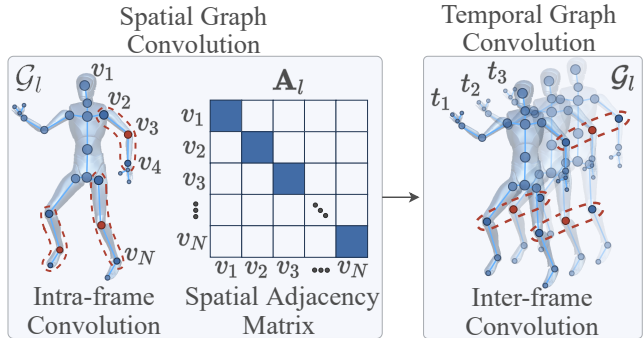 Spatial Graph
Convolution
Temporal Graph
Convolution
𝒢l
v1
v2
v3
v4
vN
Al
v1
v2
v3
vN
v1 v2 v3 ... vN
Intra-frame
Convolution
Spatial Adjacency
Matrix
t1
t2
t3
𝒢l
Inter-frame
Convolution